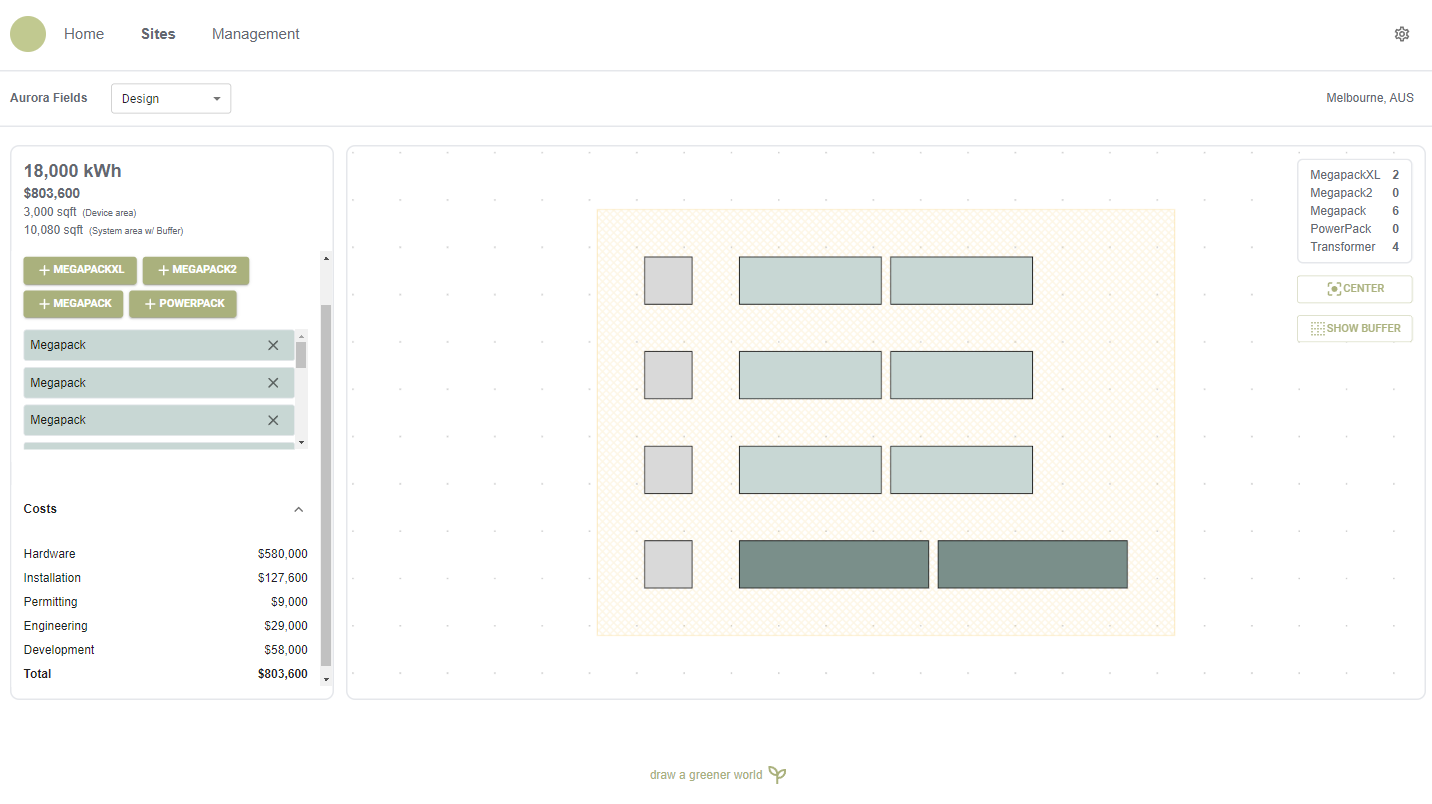 Home Sites Management
Aurora Fields Design Melbourne, AUS
18,000 kWh
$803,600
3,000 sqft (Device area)
10,080 sqft (System area w/ Buffer)
MEGAPACKXL MEGAPACK2
MEGAPACK POWERPACK
Megapack
Megapack
Megapack
Costs
Hardware $580,000
Installation $127,600
Permitting $9,000
Engineering $29,000
Development $58,000
Total $803,600
MegapackXL 2
Megapack2 0
Megapack 6
PowerPack 0
Transformer 4
CENTER
SHOW BUFFER
draw a greener world